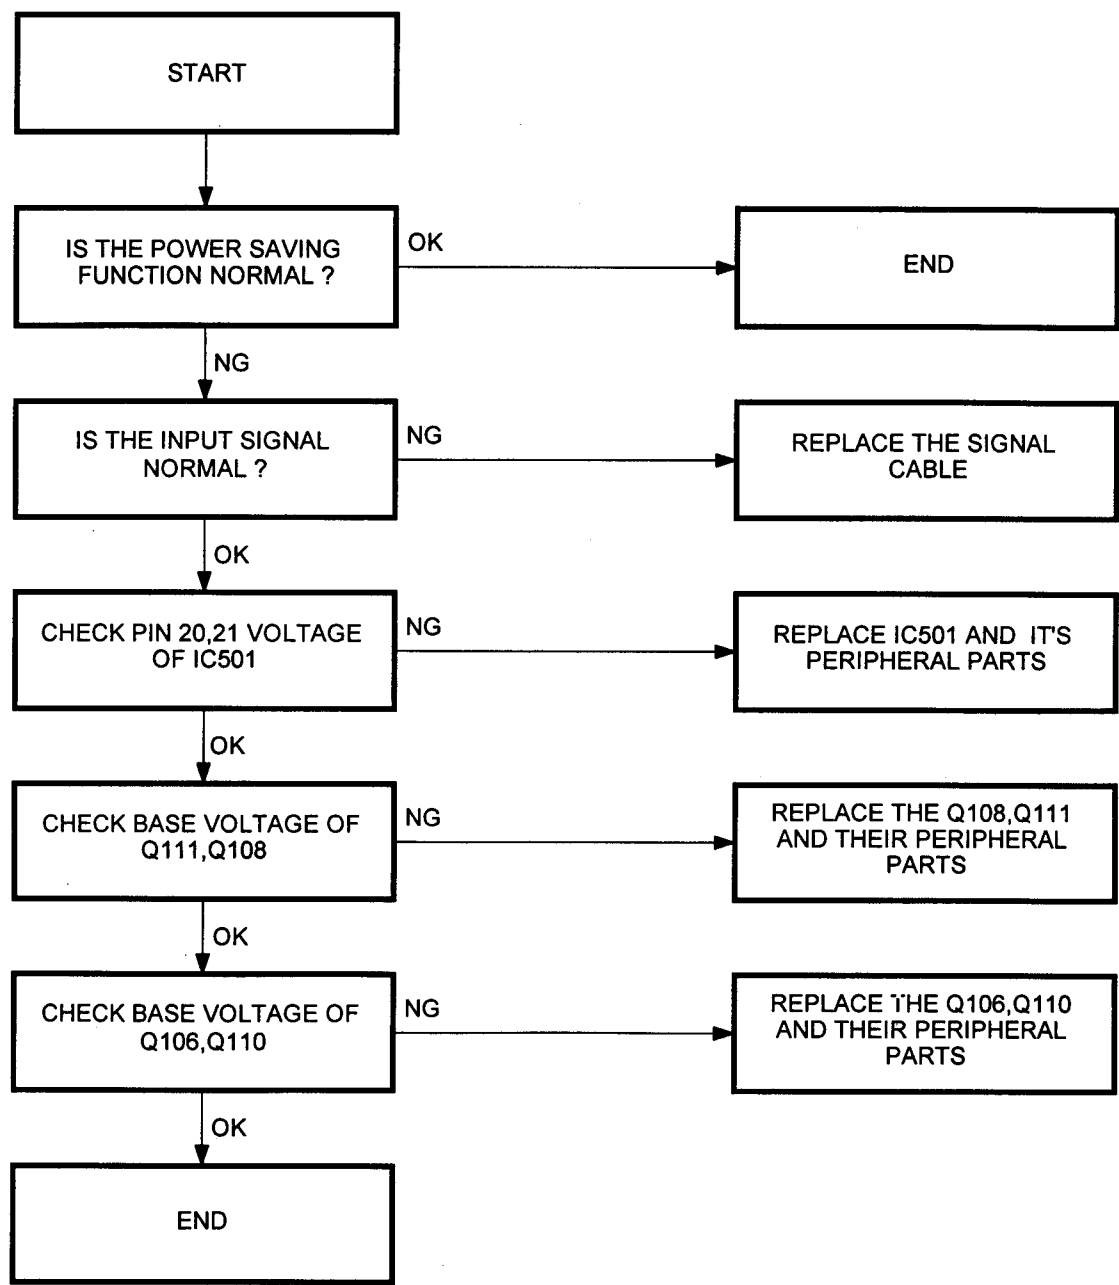 START
IS THE POWER SAVING
FUNCTION NORMAL ?
OK
END
NG
IS THE INPUT SIGNAL
NORMAL ?
NG
REPLACE THE SIGNAL
CABLE
OK
CHECK PIN 20,21 VOLTAGE
OF IC501
NG
REPLACE IC501 AND IT'S
PERIPHERAL PARTS
OK
CHECK BASE VOLTAGE OF
Q111,Q108
NG
REPLACE THE Q108,Q111
AND THEIR PERIPHERAL
PARTS
OK
CHECK BASE VOLTAGE OF
Q106,Q110
NG
REPLACE THE Q106,Q110
AND THEIR PERIPHERAL
PARTS
OK
END